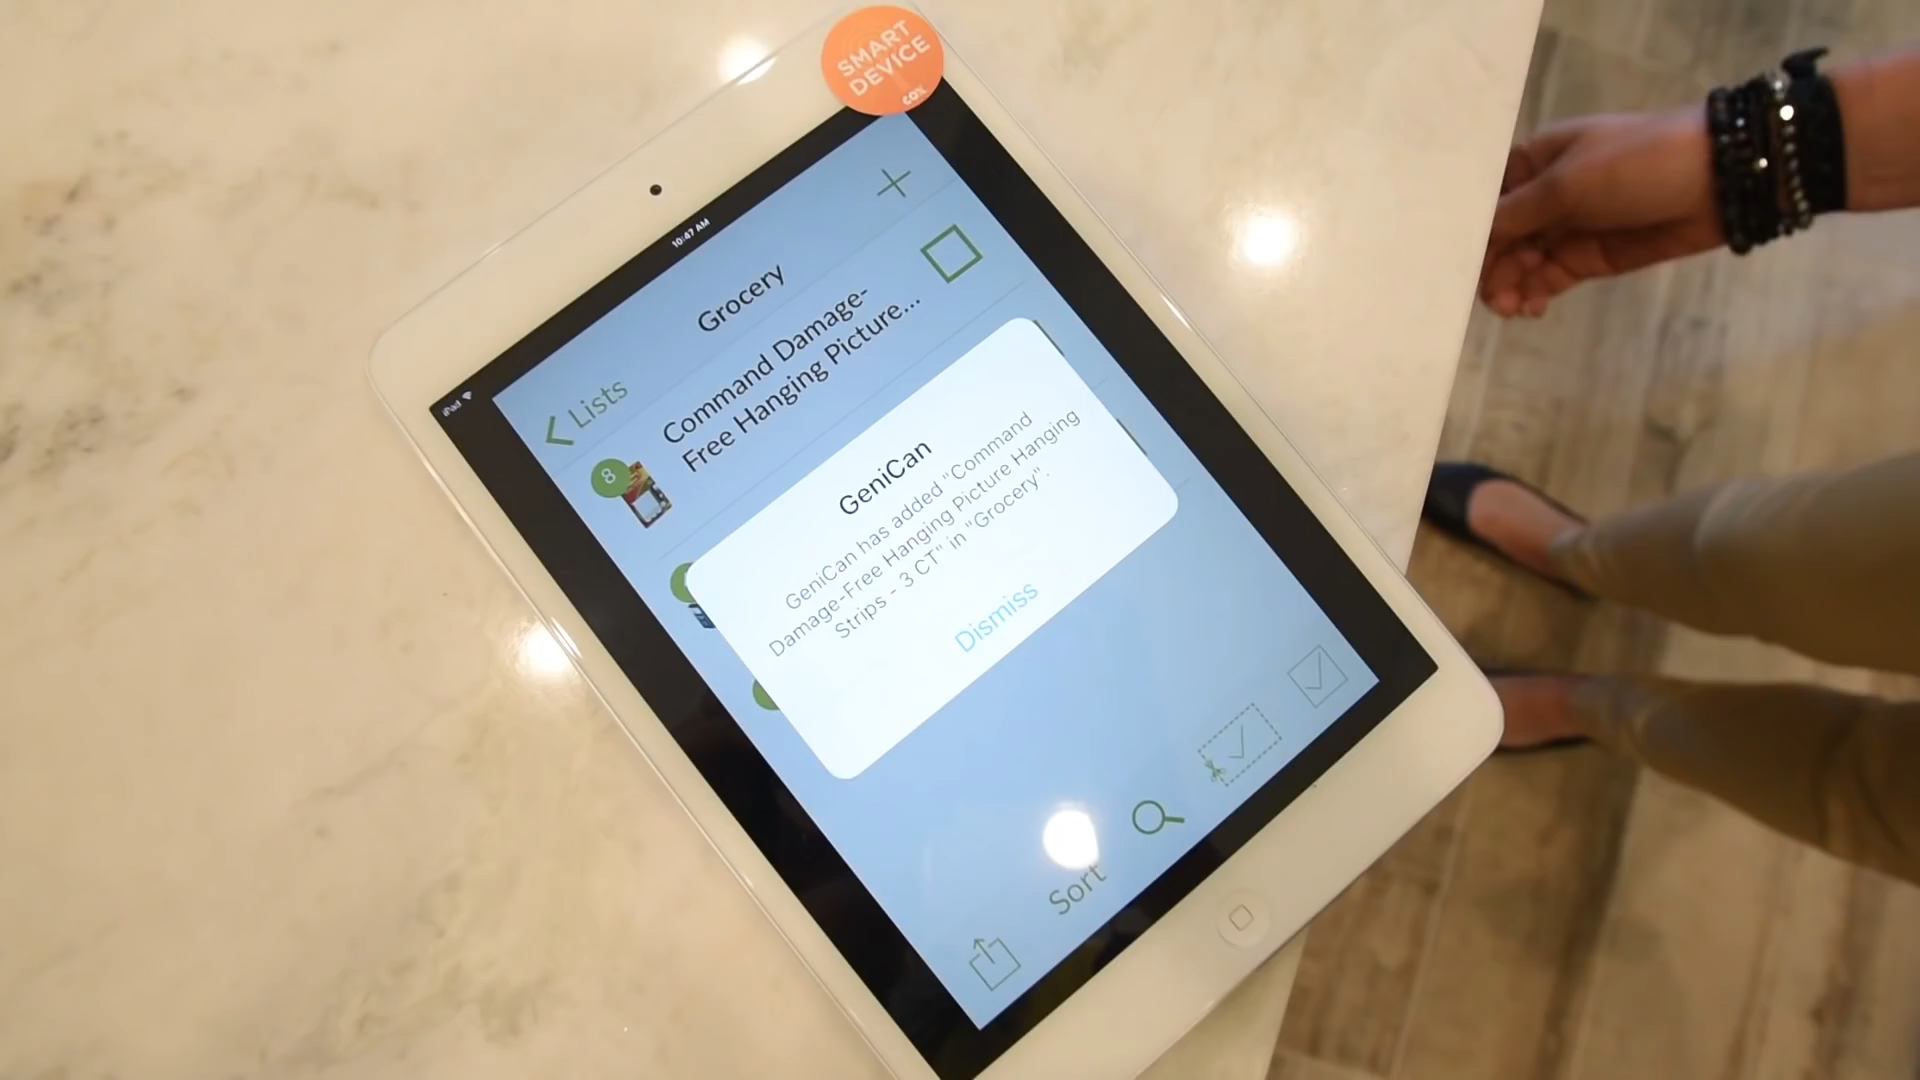 SMART
DEVICE
COX
iPad
10:47 AM
Lists
Grocery
8
Command Damage-
Free Hanging Picture...
GeniCan
GeniCan has added "Command
Damage-Free Hanging Picture Hanging
Strips - 3 CT" in "Grocery".
Dismiss
Sort